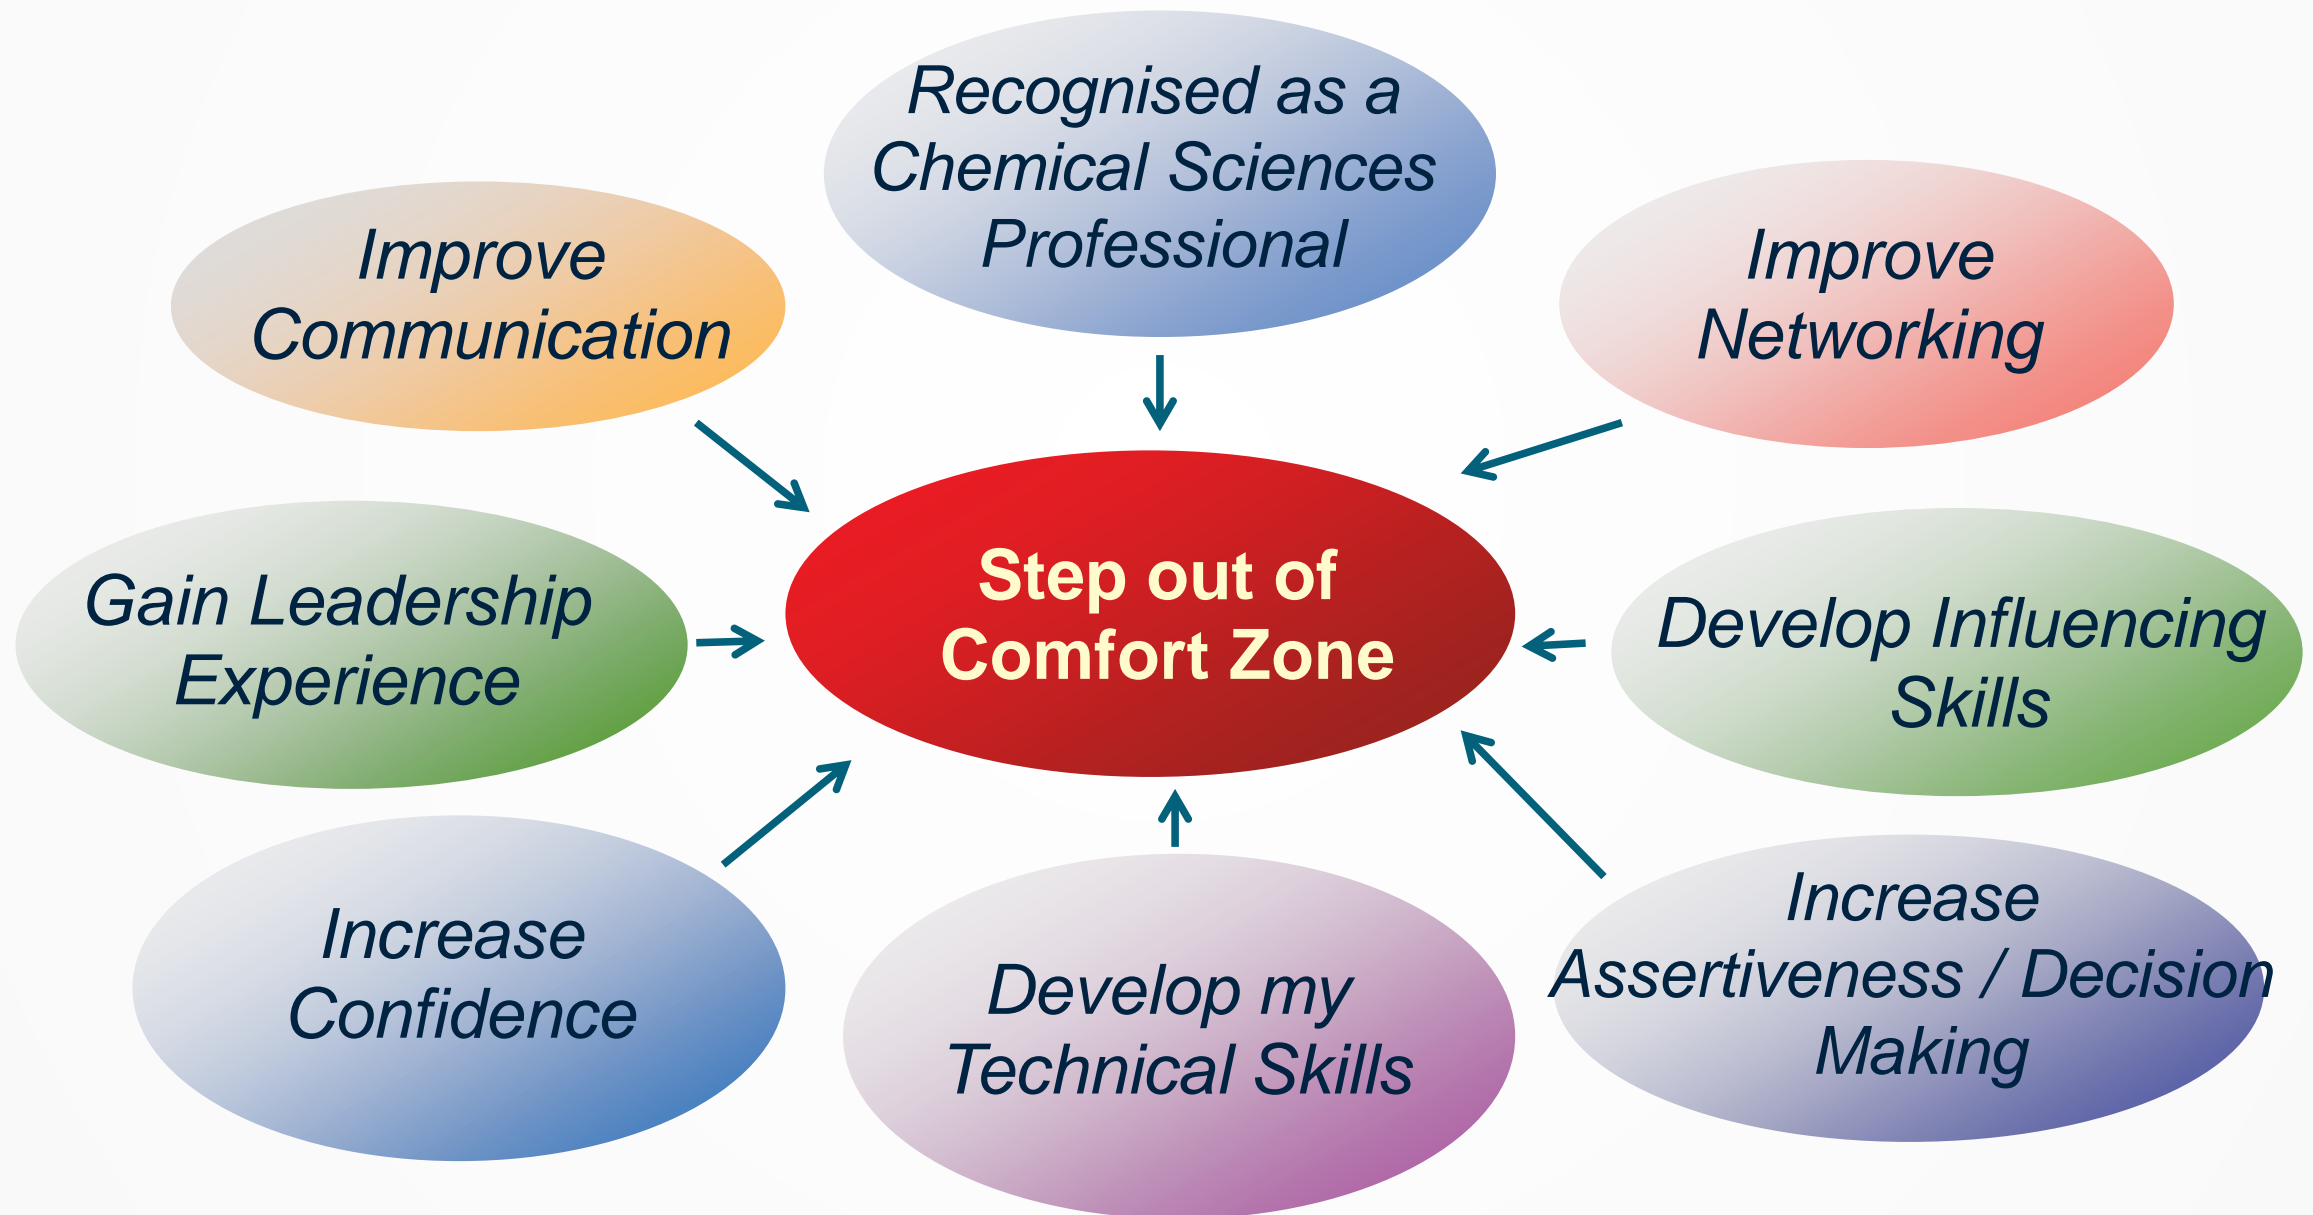 Recognised as a
Chemical Sciences
Professional
Improve
Communication
Improve
Networking
Step out of
Comfort Zone
Gain Leadership
Experience
Develop Influencing
Skills
Increase
Confidence
Develop my
Technical Skills
Increase
Assertiveness / Decision
Making